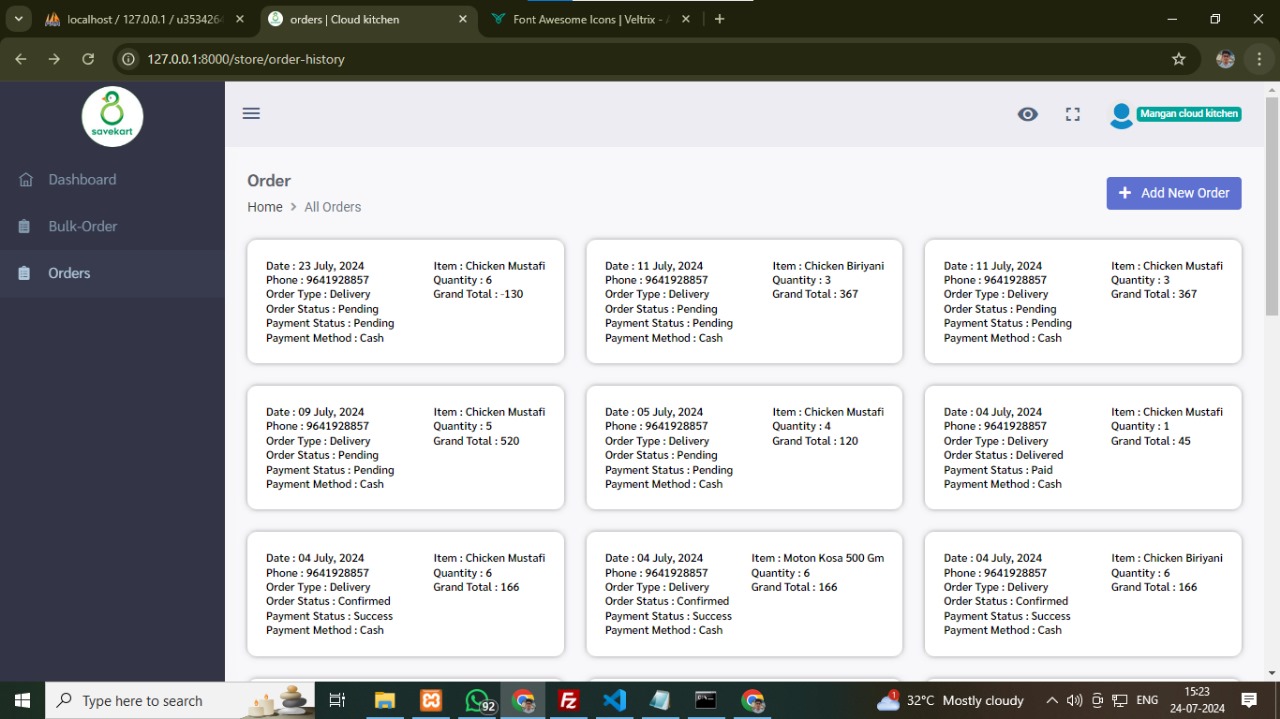 localhost / 127.0.0.1 / u3534264
orders | Cloud kitchen
Font Awesome Icons | Veltrix -
127.0.0.1:8000/store/order-history
savekart
Mangan cloud kitchen
Dashboard
Bulk-Order
Orders
Order
Home > All Orders
Add New Order
Date : 23 July, 2024
Phone : 9641928857
Order Type : Delivery
Order Status : Pending
Payment Status : Pending
Payment Method : Cash
Item : Chicken Mustafi
Quantity : 6
Grand Total : -130
Date : 11 July, 2024
Phone : 9641928857
Order Type : Delivery
Order Status : Pending
Payment Status : Pending
Payment Method : Cash
Item : Chicken Biriyani
Quantity : 3
Grand Total : 367
Date : 11 July, 2024
Phone : 9641928857
Order Type : Delivery
Order Status : Pending
Payment Status : Pending
Payment Method : Cash
Item : Chicken Mustafi
Quantity : 3
Grand Total : 367
Date : 09 July, 2024
Phone : 9641928857
Order Type : Delivery
Order Status : Pending
Payment Status : Pending
Payment Method : Cash
Item : Chicken Mustafi
Quantity : 5
Grand Total : 520
Date : 05 July, 2024
Phone : 9641928857
Order Type : Delivery
Order Status : Pending
Payment Status : Pending
Payment Method : Cash
Item : Chicken Mustafi
Quantity : 4
Grand Total : 120
Date : 04 July, 2024
Phone : 9641928857
Order Type : Delivery
Order Status : Delivered
Payment Status : Paid
Payment Method : Cash
Item : Chicken Mustafi
Quantity : 1
Grand Total : 45
Date : 04 July, 2024
Phone : 9641928857
Order Type : Delivery
Order Status : Confirmed
Payment Status : Success
Payment Method : Cash
Item : Chicken Mustafi
Quantity : 6
Grand Total : 166
Date : 04 July, 2024
Phone : 9641928857
Order Type : Delivery
Order Status : Confirmed
Payment Status : Success
Payment Method : Cash
Item : Moton Kosa 500 Gm
Quantity : 6
Grand Total : 166
Date : 04 July, 2024
Phone : 9641928857
Order Type : Delivery
Order Status : Confirmed
Payment Status : Success
Payment Method : Cash
Item : Chicken Biriyani
Quantity : 6
Grand Total : 166
Type here to search
92
1
32°C Mostly cloudy
ENG
15:23
24-07-2024